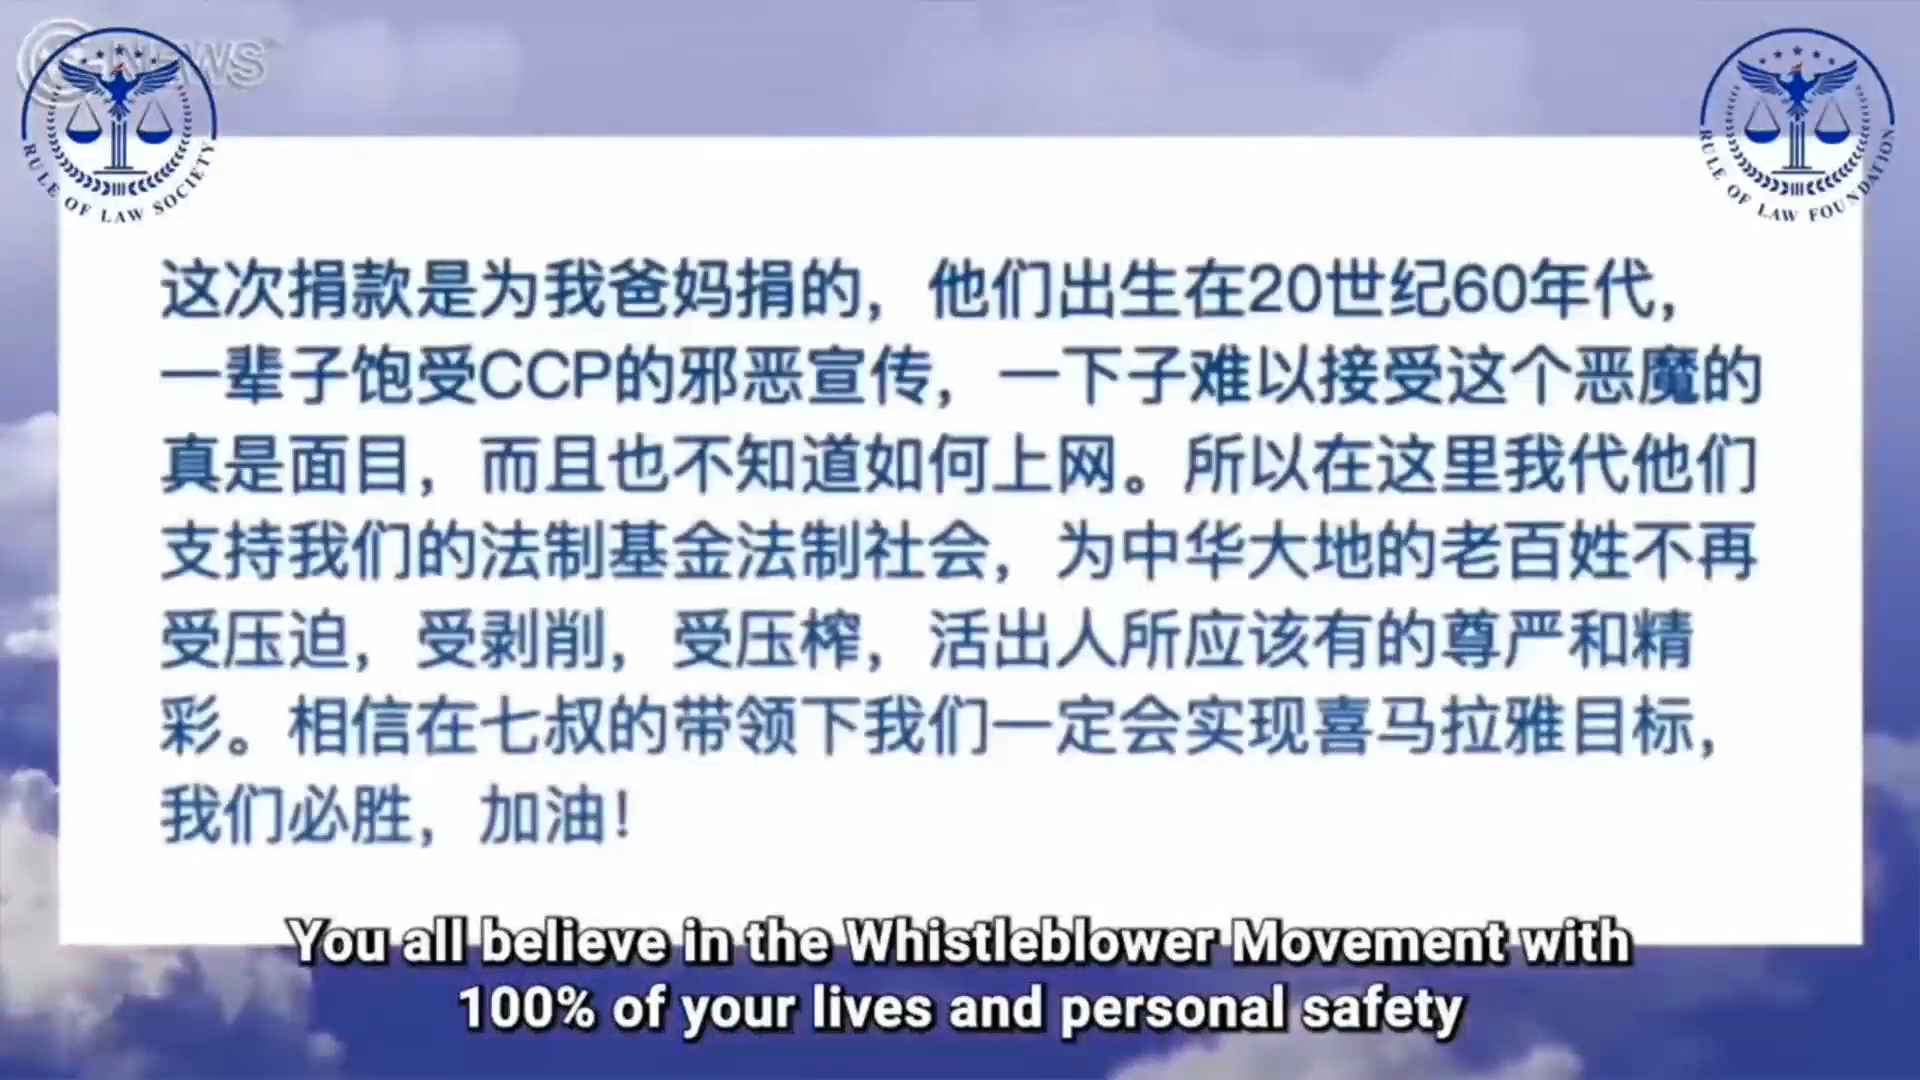 G NEWS
RULE OF LAW SOCIETY
RULE OF LAW FOUNDATION
这次捐款是为我爸妈捐的，他们出生在20世纪60年代，
一辈子饱受CCP的邪恶宣传，一下子难以接受这个恶魔的
真是面目，而且也不知道如何上网。所以在这里我代他们
支持我们的法制基金法制社会，为中华大地的老百姓不再
受压迫，受剥削，受压榨，活出人所应该有的尊严和精
彩。相信在七叔的带领下我们一定会实现喜马拉雅目标，
我们必胜，加油！
You all believe in the Whistleblower Movement with
100% of your lives and personal safety